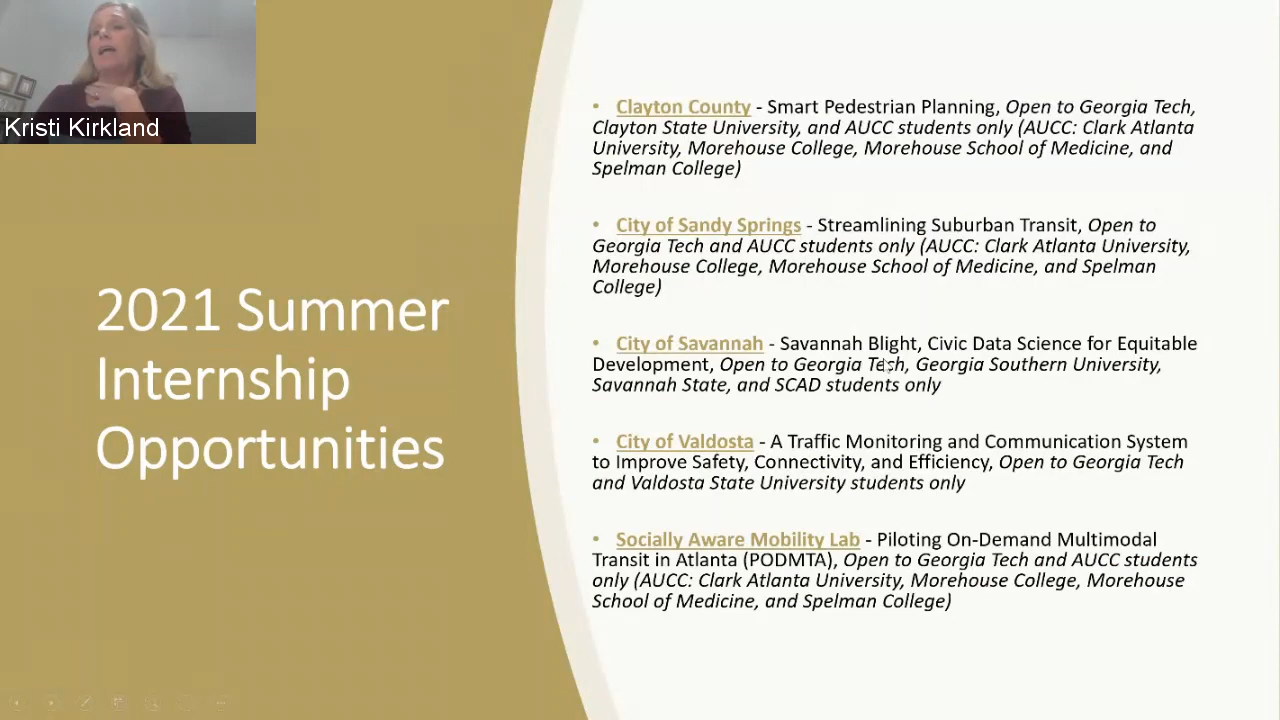 Kristi Kirkland
2021 Summer
Internship
Opportunities
• Clayton County - Smart Pedestrian Planning, Open to Georgia Tech,
Clayton State University, and AUCC students only (AUCC: Clark Atlanta
University, Morehouse College, Morehouse School of Medicine, and
Spelman College)
• City of Sandy Springs - Streamlining Suburban Transit, Open to
Georgia Tech and AUCC students only (AUCC: Clark Atlanta University,
Morehouse College, Morehouse School of Medicine, and Spelman
College)
• City of Savannah - Savannah Blight, Civic Data Science for Equitable
Development, Open to Georgia Tech, Georgia Southern University,
Savannah State, and SCAD students only
• City of Valdosta - A Traffic Monitoring and Communication System
to Improve Safety, Connectivity, and Efficiency, Open to Georgia Tech
and Valdosta State University students only
• Socially Aware Mobility Lab - Piloting On-Demand Multimodal
Transit in Atlanta (PODMTA), Open to Georgia Tech and AUCC students
only (AUCC: Clark Atlanta University, Morehouse College, Morehouse
School of Medicine, and Spelman College)